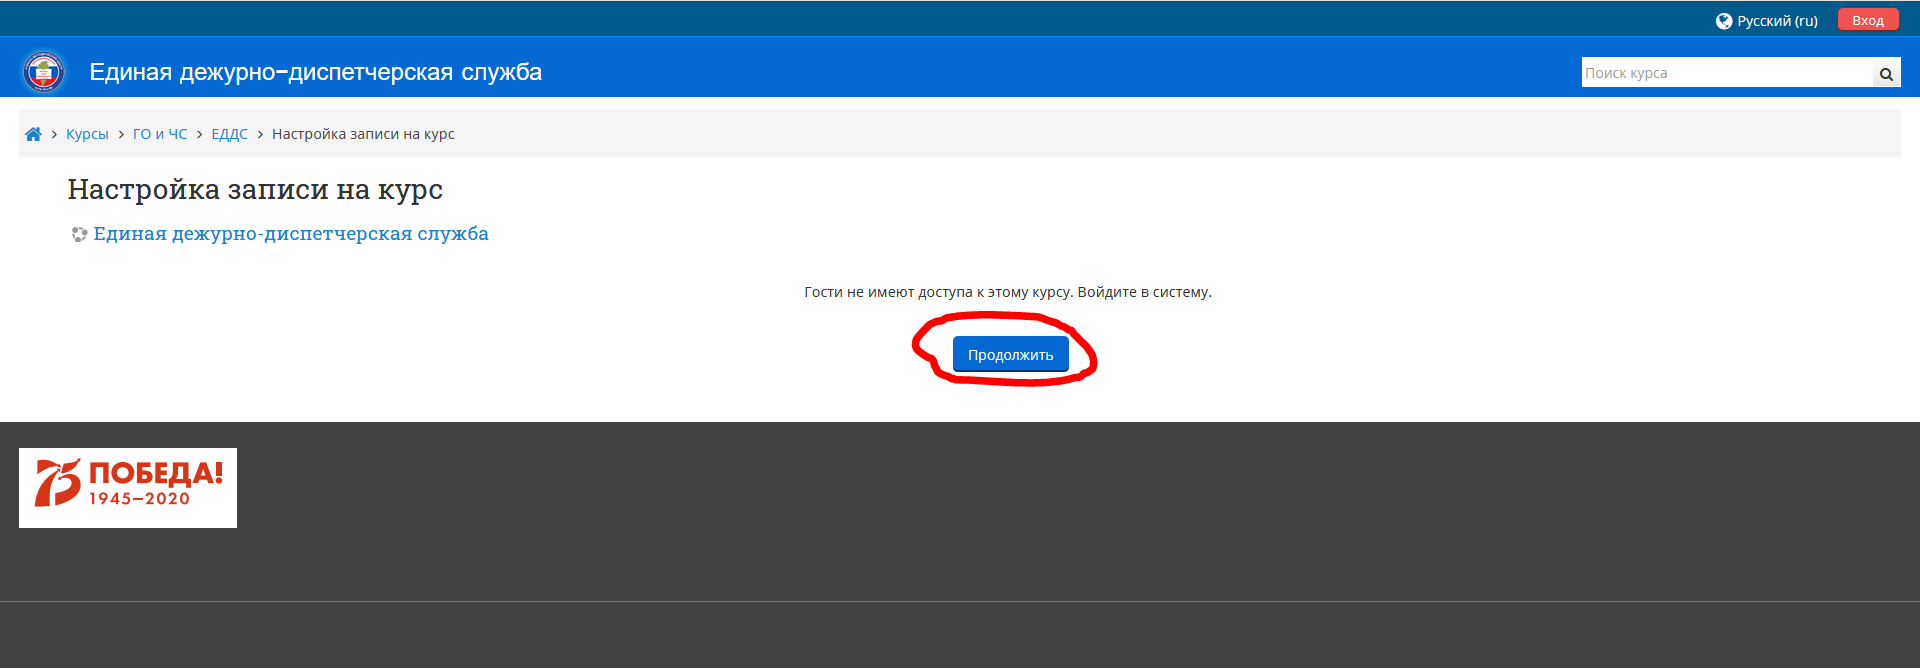 Русский (ru)
Вход
Единая дежурно-диспетчерская служба
Поиск курса
Курсы > ГО и ЧС > ЕДДС > Настройка записи на курс
Настройка записи на курс
Единая дежурно-диспетчерская служба
Гости не имеют доступа к этому курсу. Войдите в систему.
Продолжить
75 ПОБЕДА!
1945–2020